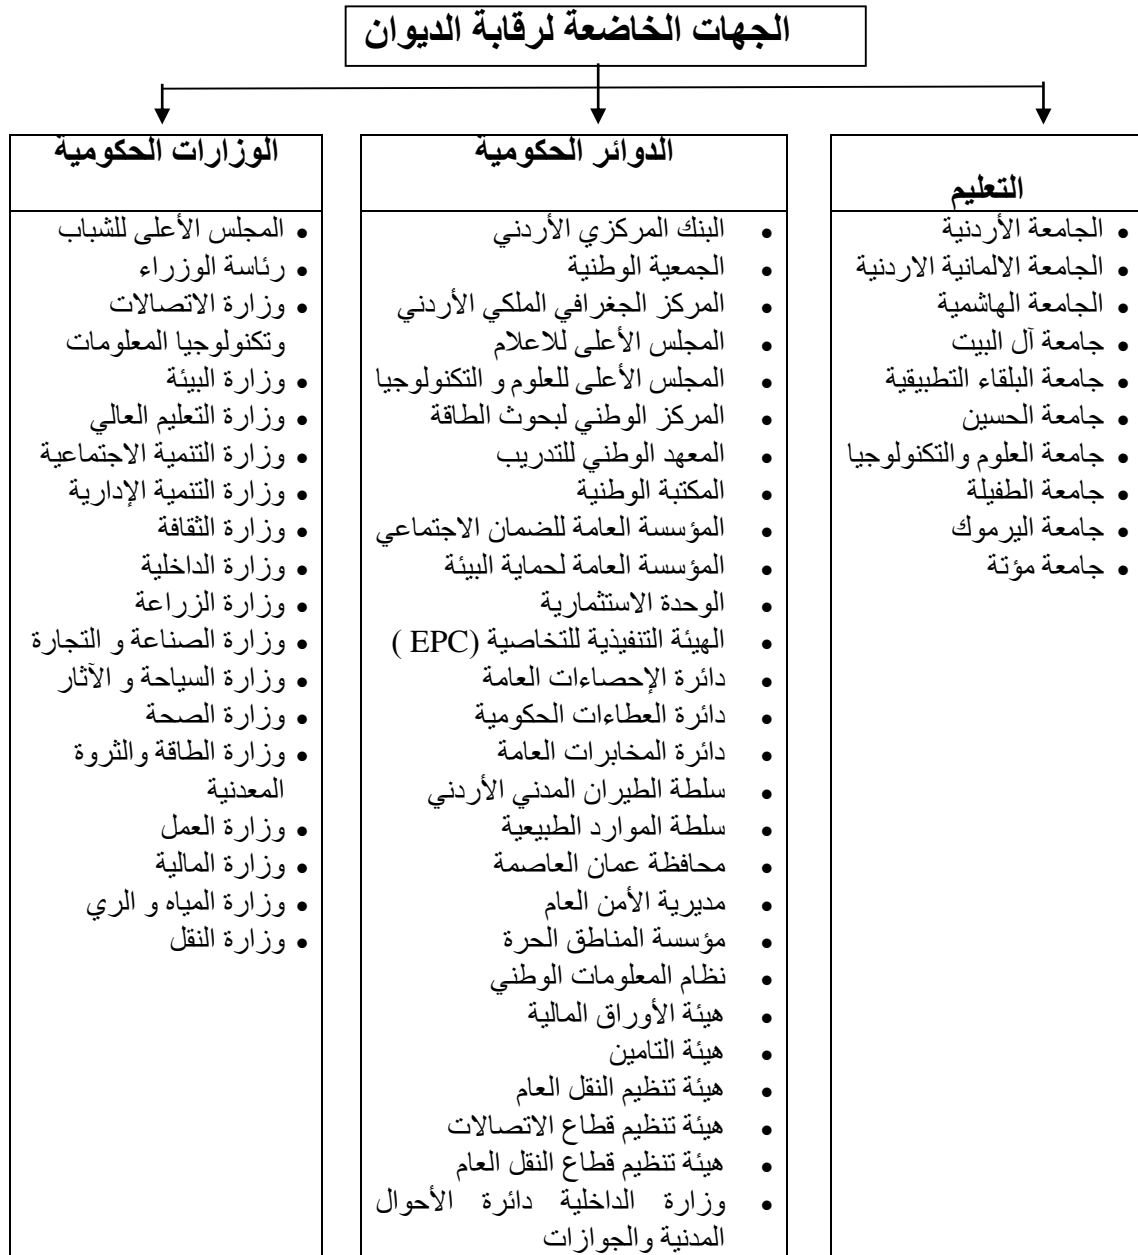 الجهات الخاضعة لرقابة الديوان
التعليم
• الجامعة الأردنية
• الجامعة الالمانية الاردنية
• الجامعة الهاشمية
• جامعة آل البيت
• جامعة البلقاء التطبيقية
• جامعة الحسين
• جامعة العلوم والتكنولوجيا
• جامعة الطفيلة
• جامعة اليرموك
• جامعة مؤتة
الدوائر الحكومية
• البنك المركزي الأردني
• الجمعية الوطنية
• المركز الجغرافي الملكي الأردني
• المجلس الأعلى للاعلام
• المجلس الأعلى للعلوم و التكنولوجيا
• المركز الوطني لبحوث الطاقة
• المعهد الوطني للتدريب
• المكتبة الوطنية
• المؤسسة العامة للضمان الاجتماعي
• المؤسسة العامة لحماية البيئة
• الوحدة الاستثمارية
• الهيئة التنفيذية للتخاصية (EPC )
• دائرة الإحصاءات العامة
• دائرة العطاءات الحكومية
• دائرة المخابرات العامة
• سلطة الطيران المدني الأردني
• سلطة الموارد الطبيعية
• محافظة عمان العاصمة
• مديرية الأمن العام
• مؤسسة المناطق الحرة
• نظام المعلومات الوطني
• هيئة الأوراق المالية
• هيئة التامين
• هيئة تنظيم النقل العام
• هيئة تنظيم قطاع الاتصالات
• هيئة تنظيم قطاع النقل العام
• وزارة الداخلية دائرة الأحوال
المدنية والجوازات
الوزارات الحكومية
• المجلس الأعلى للشباب
• رئاسة الوزراء
• وزارة الاتصالات
وتكنولوجيا المعلومات
• وزارة البيئة
• وزارة التعليم العالي
• وزارة التنمية الاجتماعية
• وزارة التنمية الإدارية
• وزارة الثقافة
• وزارة الداخلية
• وزارة الزراعة
• وزارة الصناعة و التجارة
• وزارة السياحة و الآثار
• وزارة الصحة
• وزارة الطاقة والثروة
المعدنية
• وزارة العمل
• وزارة المالية
• وزارة المياه و الري
• وزارة النقل